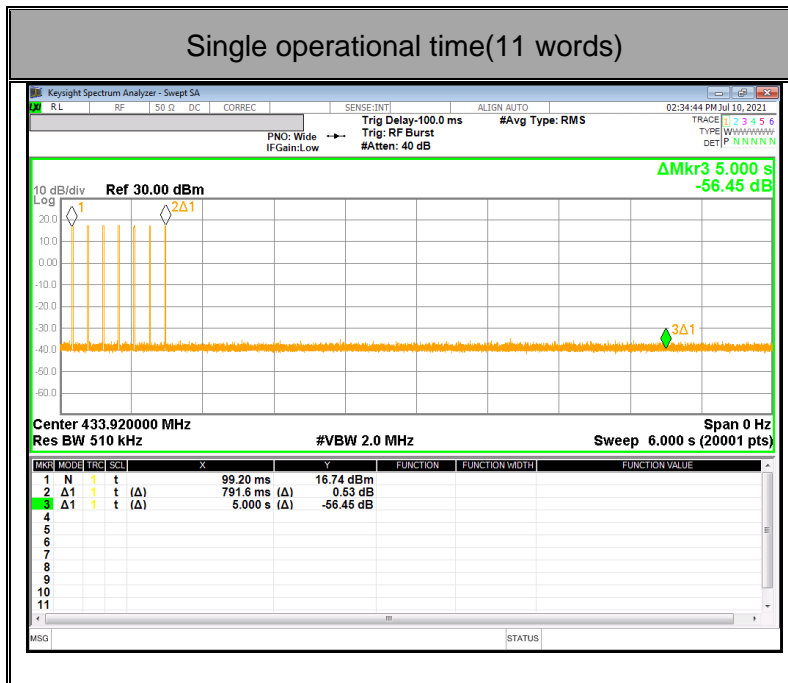 Single operational time(11 words)
Keysight Spectrum Analyzer - Swept SA
LXI RL RF 50 Ω DC CORREC SENSE:INT ALIGN AUTO 02:34:44 PM Jul 10, 2021
PNO: Wide
IFGain:Low
Trig Delay-100.0 ms
Trig: RF Burst
#Atten: 40 dB
#Avg Type: RMS
TRACE 1 2 3 4 5 6
TYPE WWWWWWW
DET P N N N N N
ΔMkr3 5.000 s
-56.45 dB
10 dB/div Ref 30.00 dBm
Log
20.0
10.0
0.00
-10.0
-20.0
-30.0
-40.0
-50.0
-60.0
1
2Δ1
3Δ1
Center 433.920000 MHz Span 0 Hz
Res BW 510 kHz #VBW 2.0 MHz Sweep 6.000 s (20001 pts)
MKR MODE TRC SCL X Y FUNCTION FUNCTION WIDTH FUNCTION VALUE
1 N 1 t 99.20 ms 16.74 dBm
2 Δ1 1 t (Δ) 791.6 ms (Δ) 0.53 dB
3 Δ1 1 t (Δ) 5.000 s (Δ) -56.45 dB
4
5
6
7
8
9
10
11
MSG STATUS